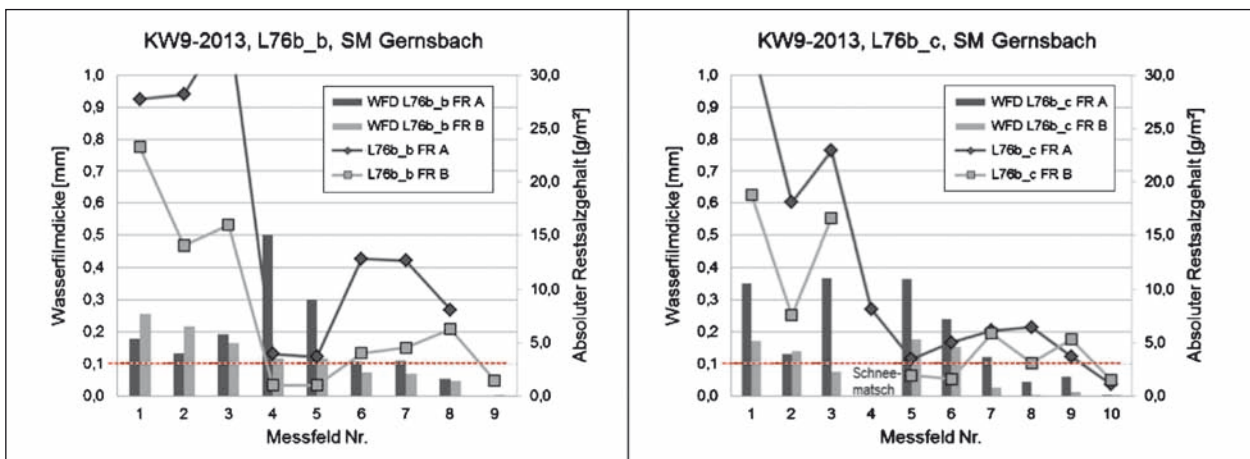 KW9-2013, L76b_b, SM Gernsbach
Wasserfilmdicke [mm]
1,0
0,9
0,8
0,7
0,6
0,5
0,4
0,3
0,2
0,1
0,0
WFD L76b_b FR A
WFD L76b_b FR B
L76b_b FR A
L76b_b FR B
30,0
25,0
20,0
15,0
10,0
5,0
0,0
Absoluter Restsalzgehalt [g/m²]
1 2 3 4 5 6 7 8 9
Messfeld Nr.
KW9-2013, L76b_c, SM Gernsbach
Wasserfilmdicke [mm]
1,0
0,9
0,8
0,7
0,6
0,5
0,4
0,3
0,2
0,1
0,0
WFD L76b_c FR A
WFD L76b_c FR B
L76b_c FR A
L76b_c FR B
Schnee-
matsch
30,0
25,0
20,0
15,0
10,0
5,0
0,0
Absoluter Restsalzgehalt [g/m²]
1 2 3 4 5 6 7 8 9 10
Messfeld Nr.